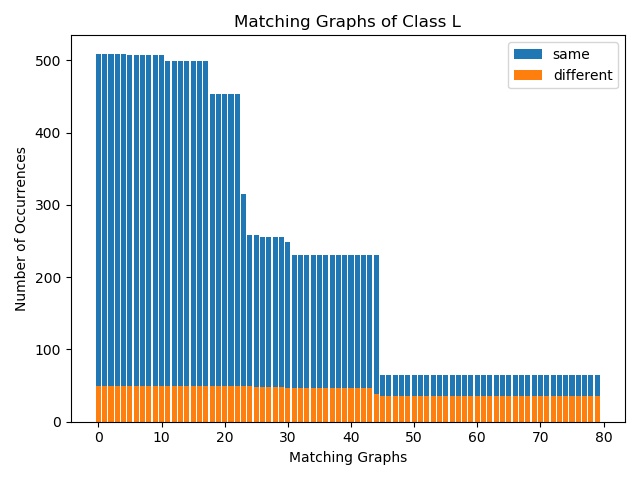 Matching Graphs of Class L
same
different
Number of Occurrences
500
400
300
200
100
0
0 10 20 30 40 50 60 70 80
Matching Graphs